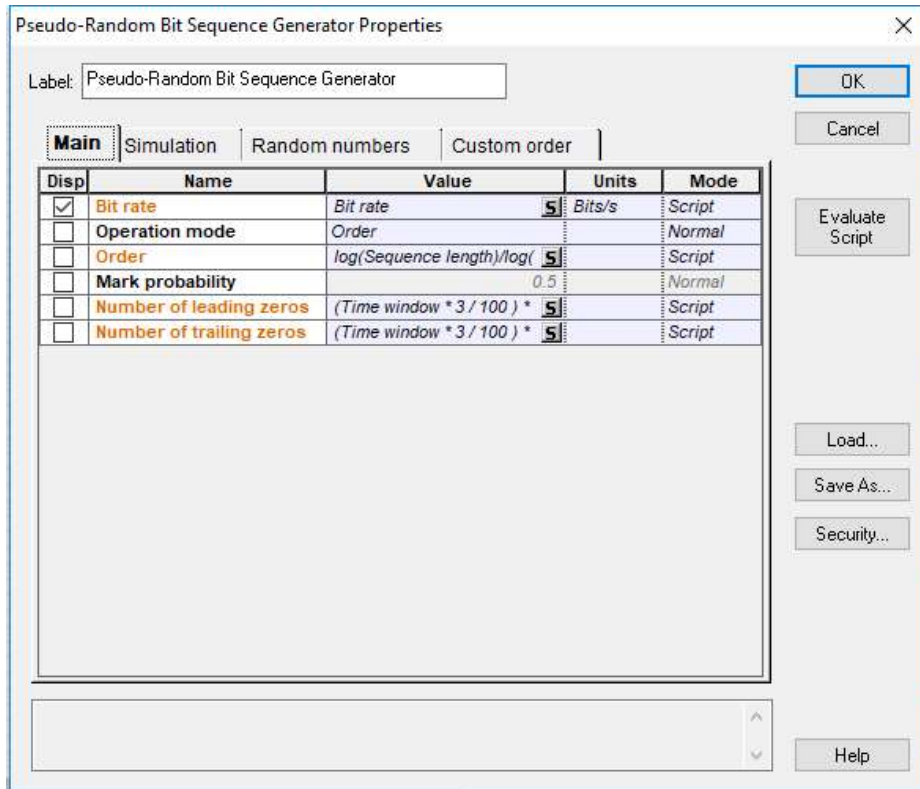 Pseudo-Random Bit Sequence Generator Properties
Label: Pseudo-Random Bit Sequence Generator
OK
Cancel
Main Simulation Random numbers Custom order
Disp Name Value Units Mode
Bit rate Bit rate S Bits/s Script
Operation mode Order Normal
Order log(Sequence length)/log( S Script
Mark probability 0.5 Normal
Number of leading zeros (Time window * 3 / 100 ) * S Script
Number of trailing zeros (Time window * 3 / 100 ) * S Script
Evaluate
Script
Load...
Save As...
Security...
Help